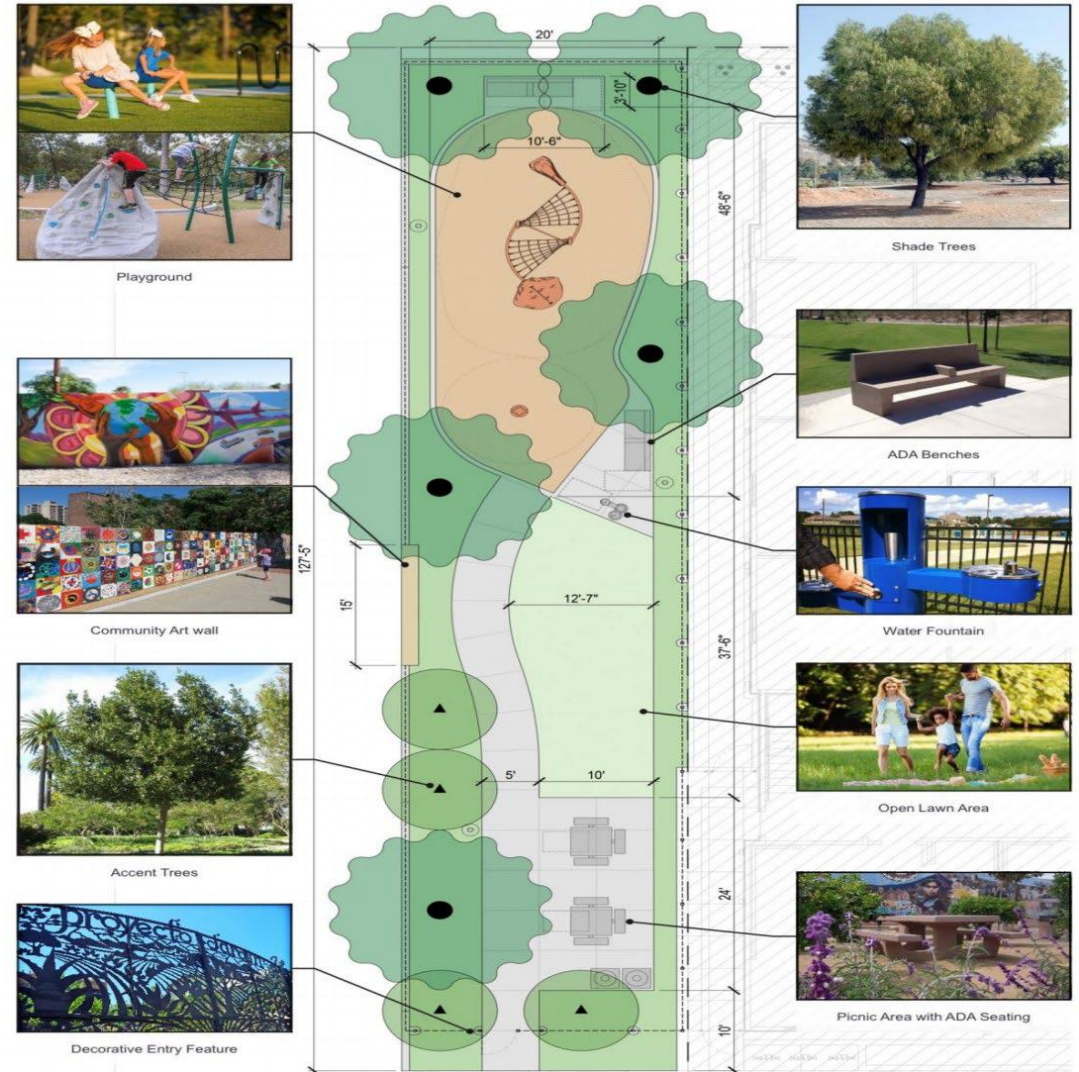 20'
3'-10"
10'-6"
48'-6"
Shade Trees
Playground
ADA Benches
127'-5"
15'
12'-7"
37'-6"
Community Art wall
Water Fountain
5'
10'
Open Lawn Area
Accent Trees
24'
proyecto jardin
Picnic Area with ADA Seating
10'
Decorative Entry Feature